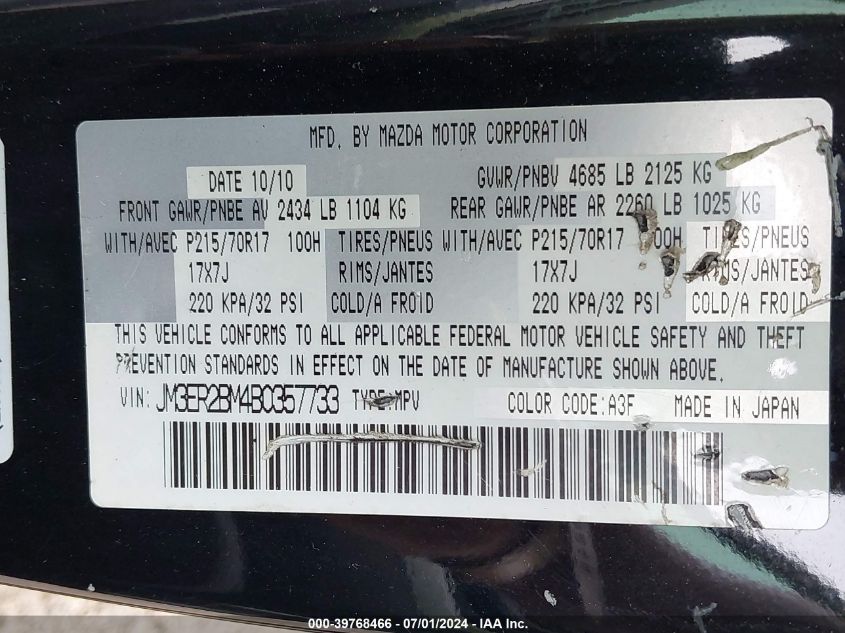 MFD. BY MAZDA MOTOR CORPORATION
DATE 10/10 GVWR/PNBV 4685 LB 2125 KG
FRONT GAWR/PNBE AV 2434 LB 1104 KG REAR GAWR/PNBE AR 2260 LB 1025 KG
WITH/AVEC P215/70R17 100H TIRES/PNEUS WITH/AVEC P215/70R17 100H TIRES/PNEUS
17X7J RIMS/JANTES 17X7J RIMS/JANTES
220 KPA/32 PSI COLD/A FROID 220 KPA/32 PSI COLD/A FROID
THIS VEHICLE CONFORMS TO ALL APPLICABLE FEDERAL MOTOR VEHICLE SAFETY AND THEFT
PREVENTION STANDARDS IN EFFECT ON THE DATE OF MANUFACTURE SHOWN ABOVE.
VIN: JM3ER2BM4B0357733 TYPE:MPV COLOR CODE:A3F MADE IN JAPAN
000-39768466 - 07/01/2024 - IAA Inc.